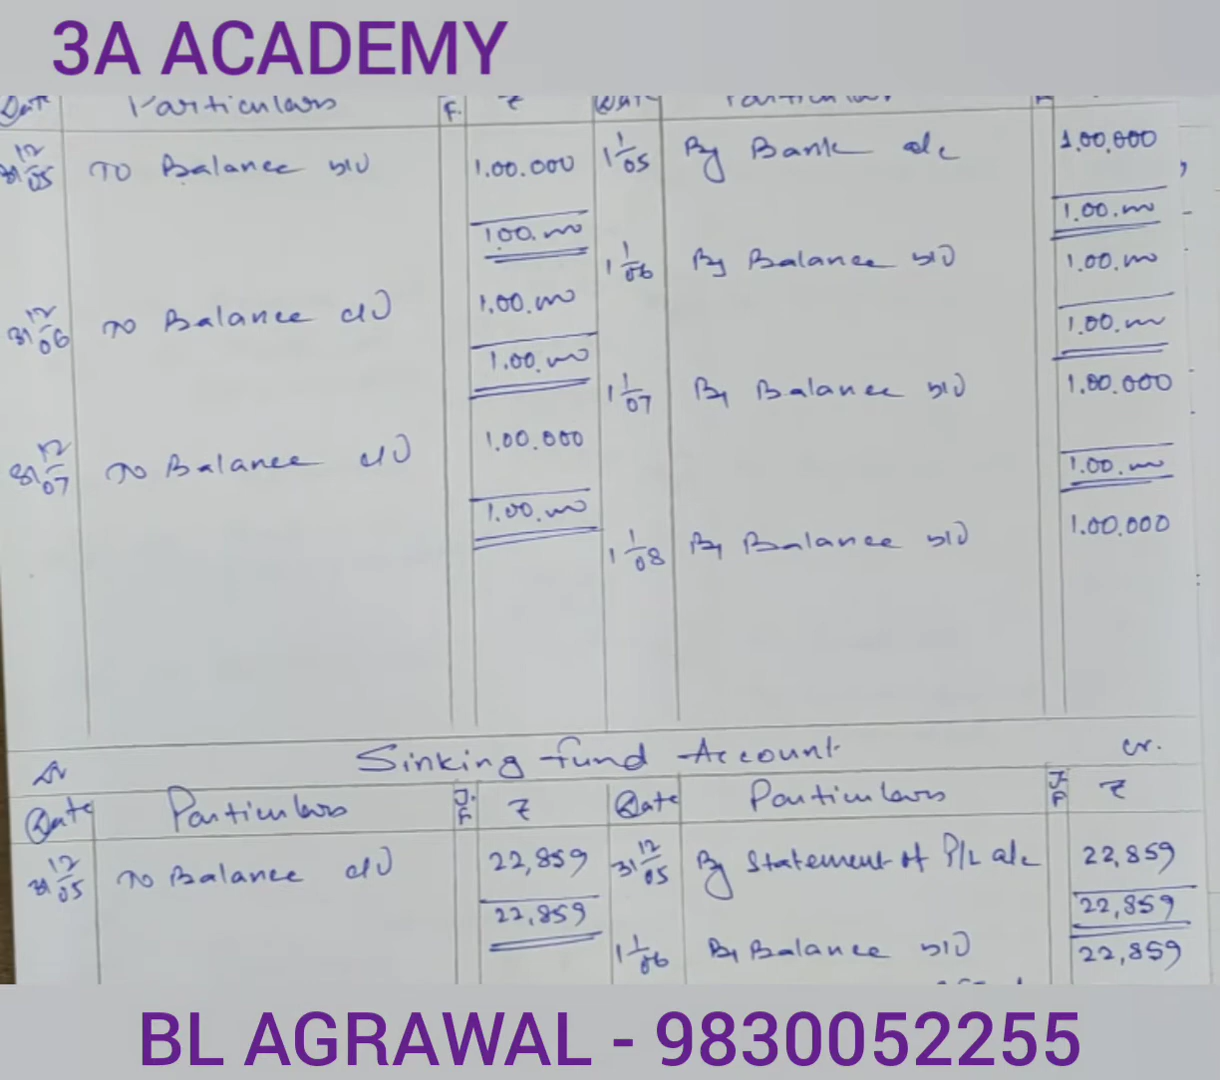 3A ACADEMY
Date Particulars F. ₹ Date Particulars
31/12/05 To Balance b/d 1.00.000 1/1/05 By Bank a/c 1,00,000
1.00.000 1.00.000
1/1/06 By Balance b/d 1.00.000
31/12/06 To Balance c/d 1.00.000
1.00.000 1.00.000
1/1/07 By Balance b/d 1.00.000
31/12/07 To Balance c/d 1.00.000
1.00.000 1.00.000
1/1/08 By Balance b/d 1.00.000
Dr Sinking fund Account Cr.
Date Particulars J.F ₹ Date Particulars J.F ₹
31/12/05 To Balance c/d 22,859 31/12/05 By Statement of P/L a/c 22,859
22,859 22,859
1/1/06 By Balance b/d 22,859
BL AGRAWAL - 9830052255